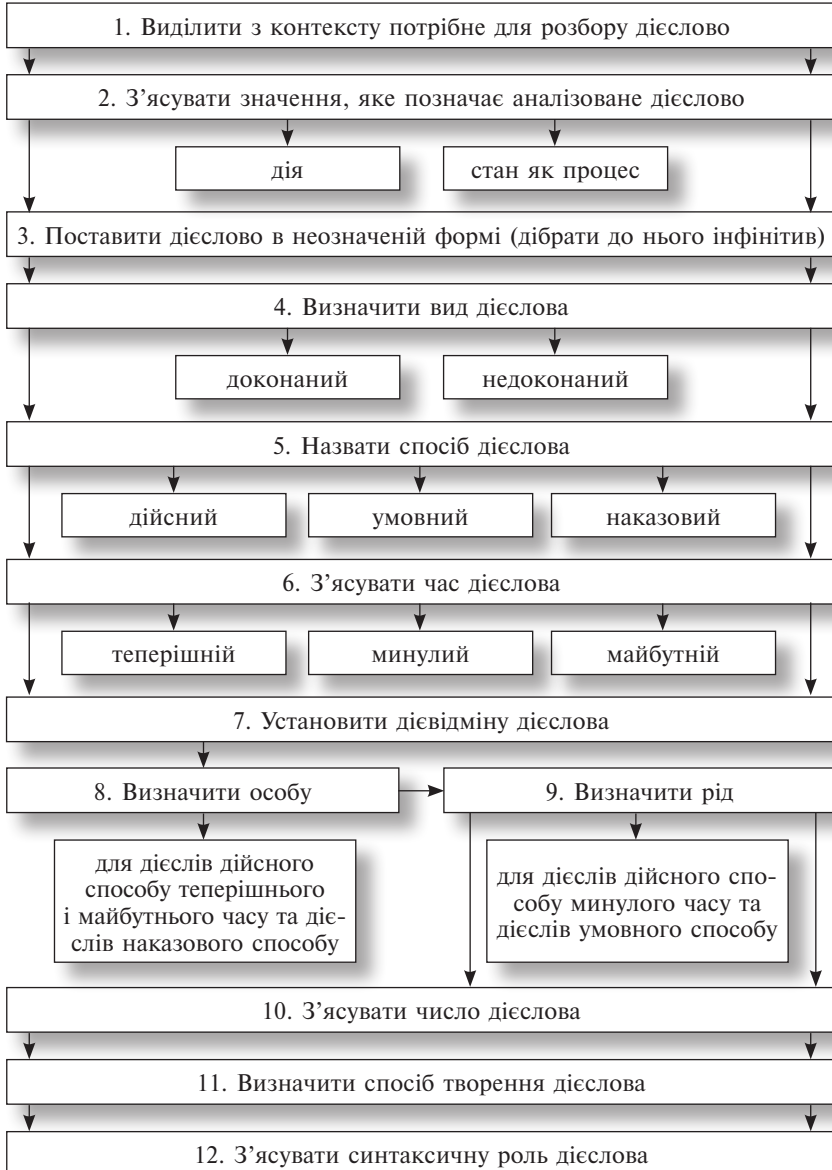 1. Виділити з контексту потрібне для розбору дієслово
2. З’ясувати значення, яке позначає аналізоване дієслово
дія
стан як процес
3. Поставити дієслово в неозначеній формі (дібрати до нього інфінітив)
4. Визначити вид дієслова
доконаний
недоконаний
5. Назвати спосіб дієслова
дійсний
умовний
наказовий
6. З’ясувати час дієслова
теперішній
минулий
майбутній
7. Установити дієвідміну дієслова
8. Визначити особу
9. Визначити рід
для дієслів дійсного
способу теперішнього
і майбутнього часу та діє-
слів наказового способу
для дієслів дійсного спо-
собу минулого часу та
дієслів умовного способу
10. З’ясувати число дієслова
11. Визначити спосіб творення дієслова
12. З’ясувати синтаксичну роль дієслова